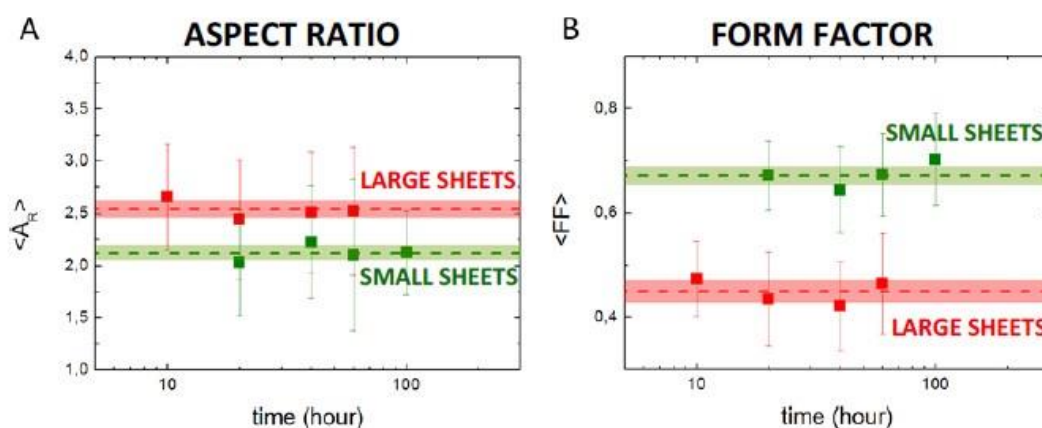 A
ASPECT RATIO
4,0
3,5
3,0
2,5
2,0
1,5
1,0
<A_R>
LARGE SHEETS
SMALL SHEETS
10
100
time (hour)
B
FORM FACTOR
0,8
0,6
0,4
<FF>
SMALL SHEETS
LARGE SHEETS
10
100
time (hour)